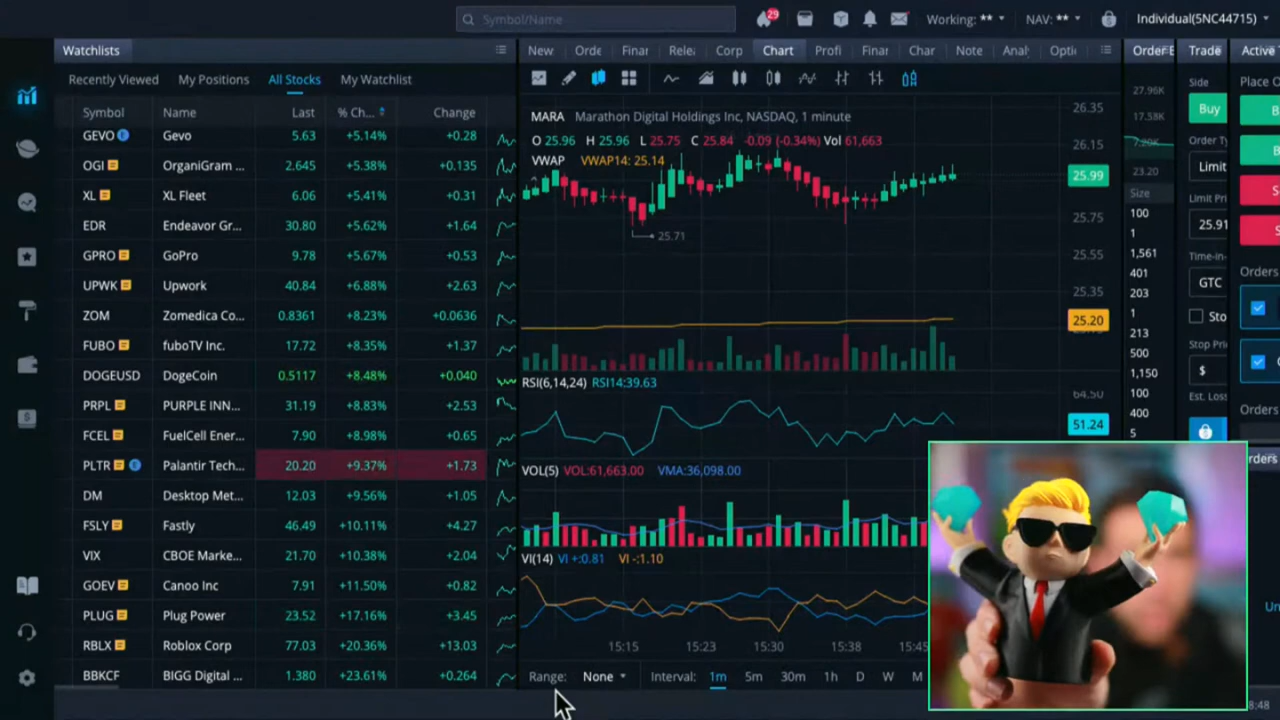 Symbol/Name
29
Working: ** NAV: ** Individual(5NC44715)
Watchlists
Recently Viewed My Positions All Stocks My Watchlist
Symbol Name Last % Ch... Change
GEVO Gevo 5.63 +5.14% +0.28
OGI OrganiGram ... 2.645 +5.38% +0.135
XL XL Fleet 6.06 +5.41% +0.31
EDR Endeavor Gr... 30.80 +5.62% +1.64
GPRO GoPro 9.78 +5.67% +0.53
UPWK Upwork 40.84 +6.88% +2.63
ZOM Zomedica Co... 0.8361 +8.23% +0.0636
FUBO fuboTV Inc. 17.72 +8.35% +1.37
DOGEUSD DogeCoin 0.5117 +8.48% +0.040
PRPL PURPLE INN... 31.19 +8.83% +2.53
FCEL FuelCell Ener... 7.90 +8.98% +0.65
PLTR E Palantir Tech... 20.20 +9.37% +1.73
DM Desktop Met... 12.03 +9.56% +1.05
FSLY Fastly 46.49 +10.11% +4.27
VIX CBOE Marke... 21.70 +10.38% +2.04
GOEV Canoo Inc 7.91 +11.50% +0.82
PLUG Plug Power 23.52 +17.16% +3.45
RBLX Roblox Corp 77.03 +20.36% +13.03
BBKCF BIGG Digital ... 1.380 +23.61% +0.264
New Orde Finar Rele Corp Chart Profi Finar Char Note Anal Opti
MARA Marathon Digital Holdings Inc, NASDAQ, 1 minute
O 25.96 H 25.96 L 25.75 C 25.84 -0.09 (-0.34%) Vol 61,663
VWAP VWAP14: 25.14
25.71
26.35
26.15
25.99
25.75
25.55
25.35
25.20
RSI(6,14,24) RSI14:39.63
64.50
51.24
VOL(5) VOL:61,663.00 VMA:36,098.00
VI(14) VI +:0.81 VI -:1.10
15:15 15:23 15:30 15:38 15:45
Range: None Interval: 1m 5m 30m 1h D W M
Order E
27.96K
17.58K
7.20K
23.20
Size
100
1
1,561
401
203
1
213
500
1,150
100
400
5
Trade
Side
Buy
Order Ty
Limit
Limit Pri
25.91
Time-in-
GTC
Sto
Stop Pri
$
Est. Loss
Active
Place O
B
B
S
S
Orders
Orders
orders
Un
8:48